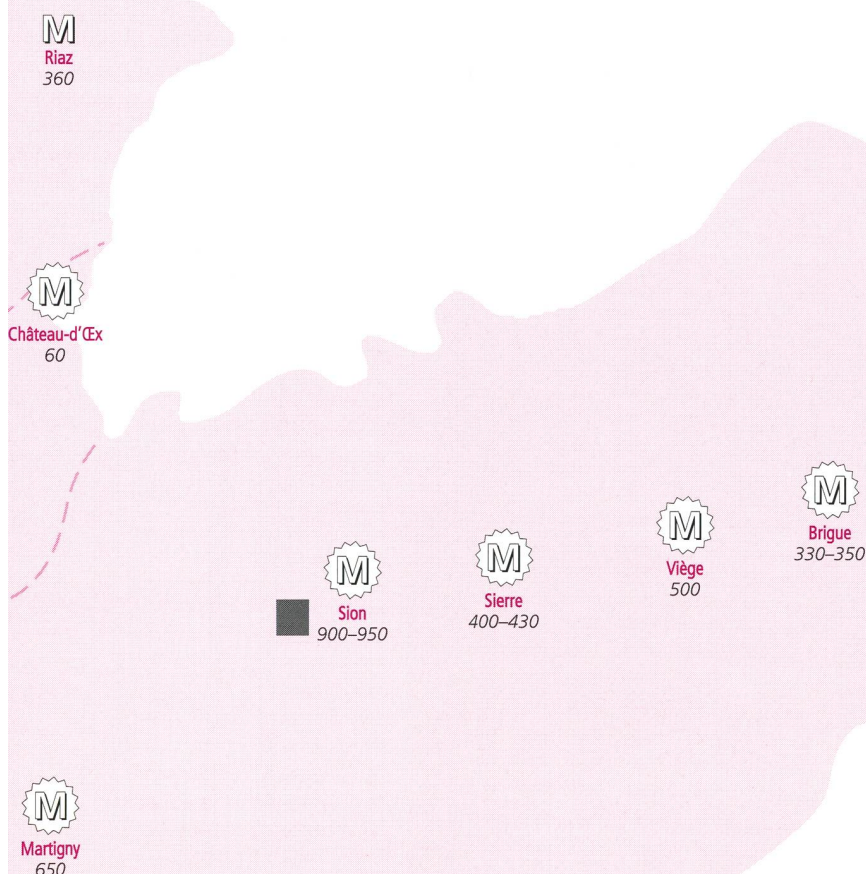 M
Riaz
360
M
Château-d'Œx
60
M
Brigue
330–350
M
Viège
500
M
Sierre
400–430
M
Sion
900–950
M
Martigny
650